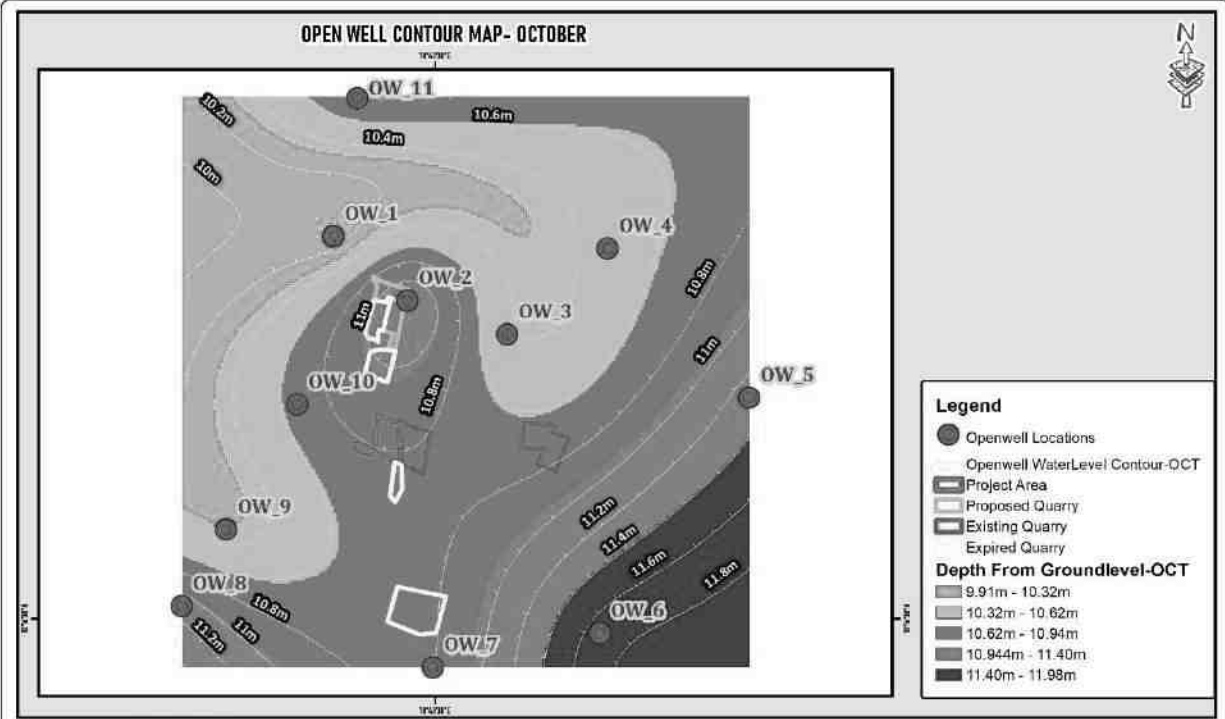 OPEN WELL CONTOUR MAP- OCTOBER
N
OW_11
10.2m
10.6m
10.4m
10m
OW_1
OW_4
10.8m
OW_2
11m
OW_3
11m
OW_5
OW_10
10.8m
11.2m
OW_9
11.4m
11.6m
11.8m
OW_8
10.8m
11m
11.2m
OW_6
OW_7
Legend
Openwell Locations
Openwell WaterLevel Contour-OCT
Project Area
Proposed Quarry
Existing Quarry
Expired Quarry
Depth From Groundlevel-OCT
9.91m - 10.32m
10.32m - 10.62m
10.62m - 10.94m
10.944m - 11.40m
11.40m - 11.98m